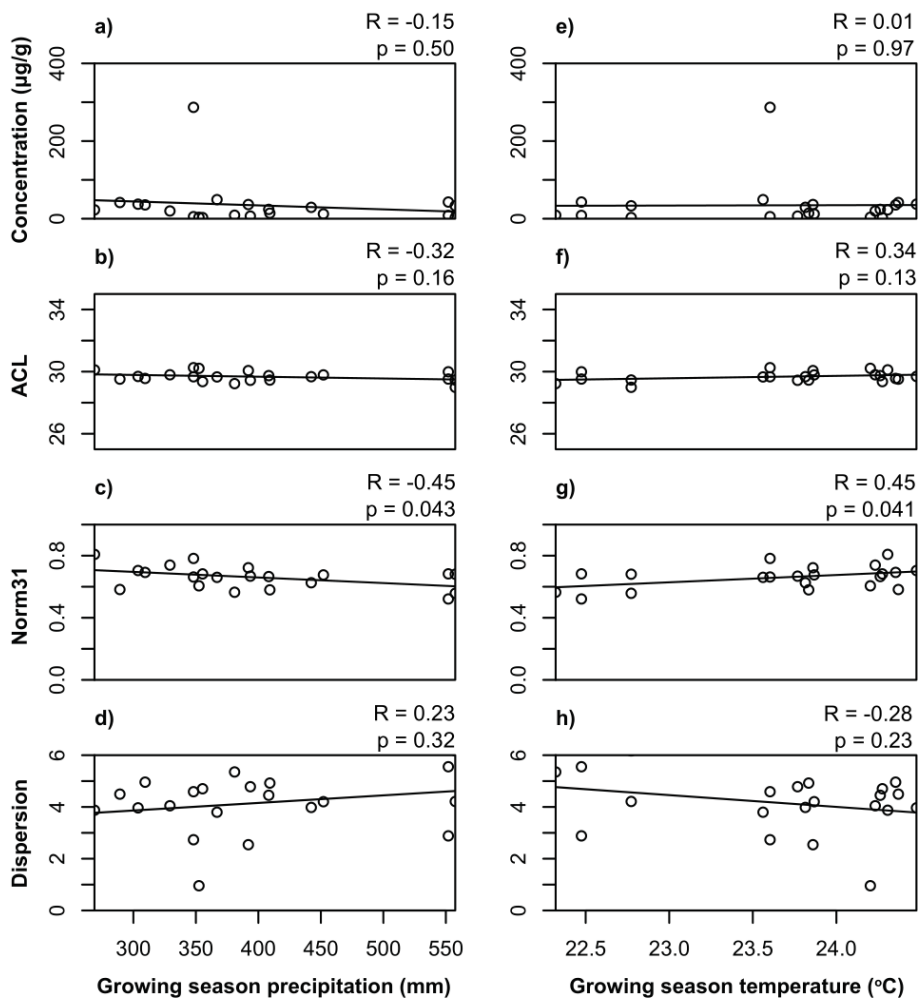 a)
R = -0.15
p = 0.50
e)
R = 0.01
p = 0.97
Concentration (µg/g)
0 200 400
0 200 400
b)
R = -0.32
p = 0.16
f)
R = 0.34
p = 0.13
ACL
26 30 34
26 30 34
c)
R = -0.45
p = 0.043
g)
R = 0.45
p = 0.041
Norm31
0.0 0.4 0.8
0.0 0.4 0.8
d)
R = 0.23
p = 0.32
h)
R = -0.28
p = 0.23
Dispersion
0 2 4 6
0 2 4 6
300 350 400 450 500 550
22.5 23.0 23.5 24.0
Growing season precipitation (mm)
Growing season temperature (ºC)